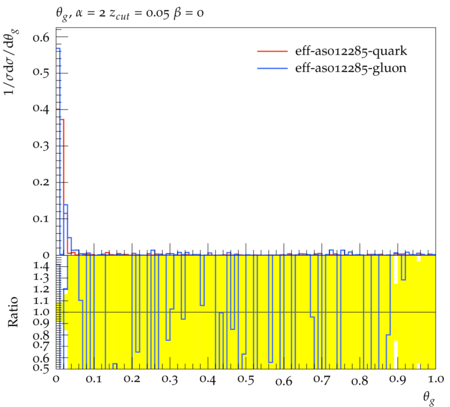 θg, α = 2 zcut = 0.05 β = 0
1/σdσ/dθg
0.6
0.5
0.4
0.3
0.2
0.1
0
eff-as012285-quark
eff-as012285-gluon
Ratio
1.4
1.3
1.2
1.1
1.0
0.9
0.8
0.7
0.6
0.5
0 0.1 0.2 0.3 0.4 0.5 0.6 0.7 0.8 0.9 1.0
θg